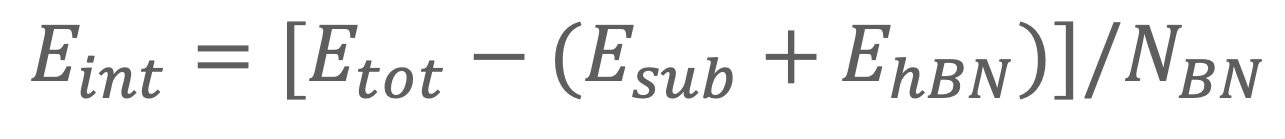 E_int = [E_tot − (E_sub + E_hBN)]/N_BN